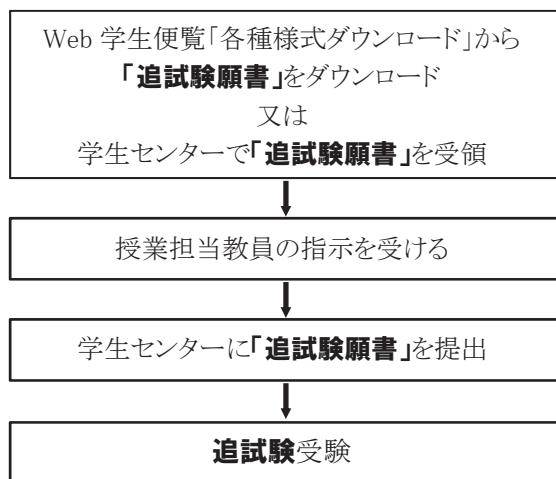 Web 学生便覧「各種様式ダウンロード」から
「追試験願書」をダウンロード
又は
学生センターで「追試験願書」を受領
授業担当教員の指示を受ける
学生センターに「追試験願書」を提出
追試験受験